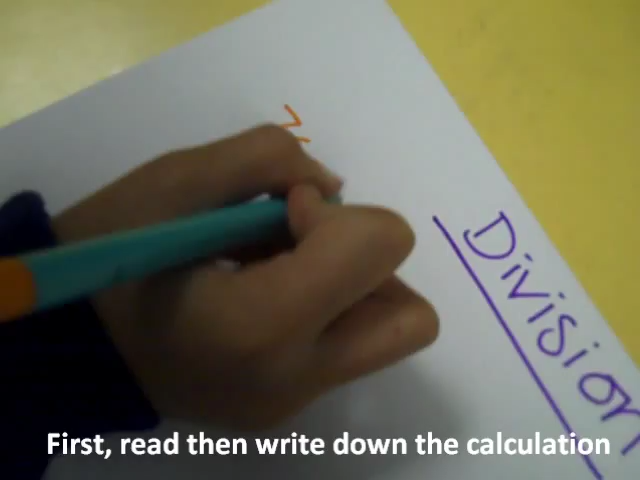 Division
First, read then write down the calculation